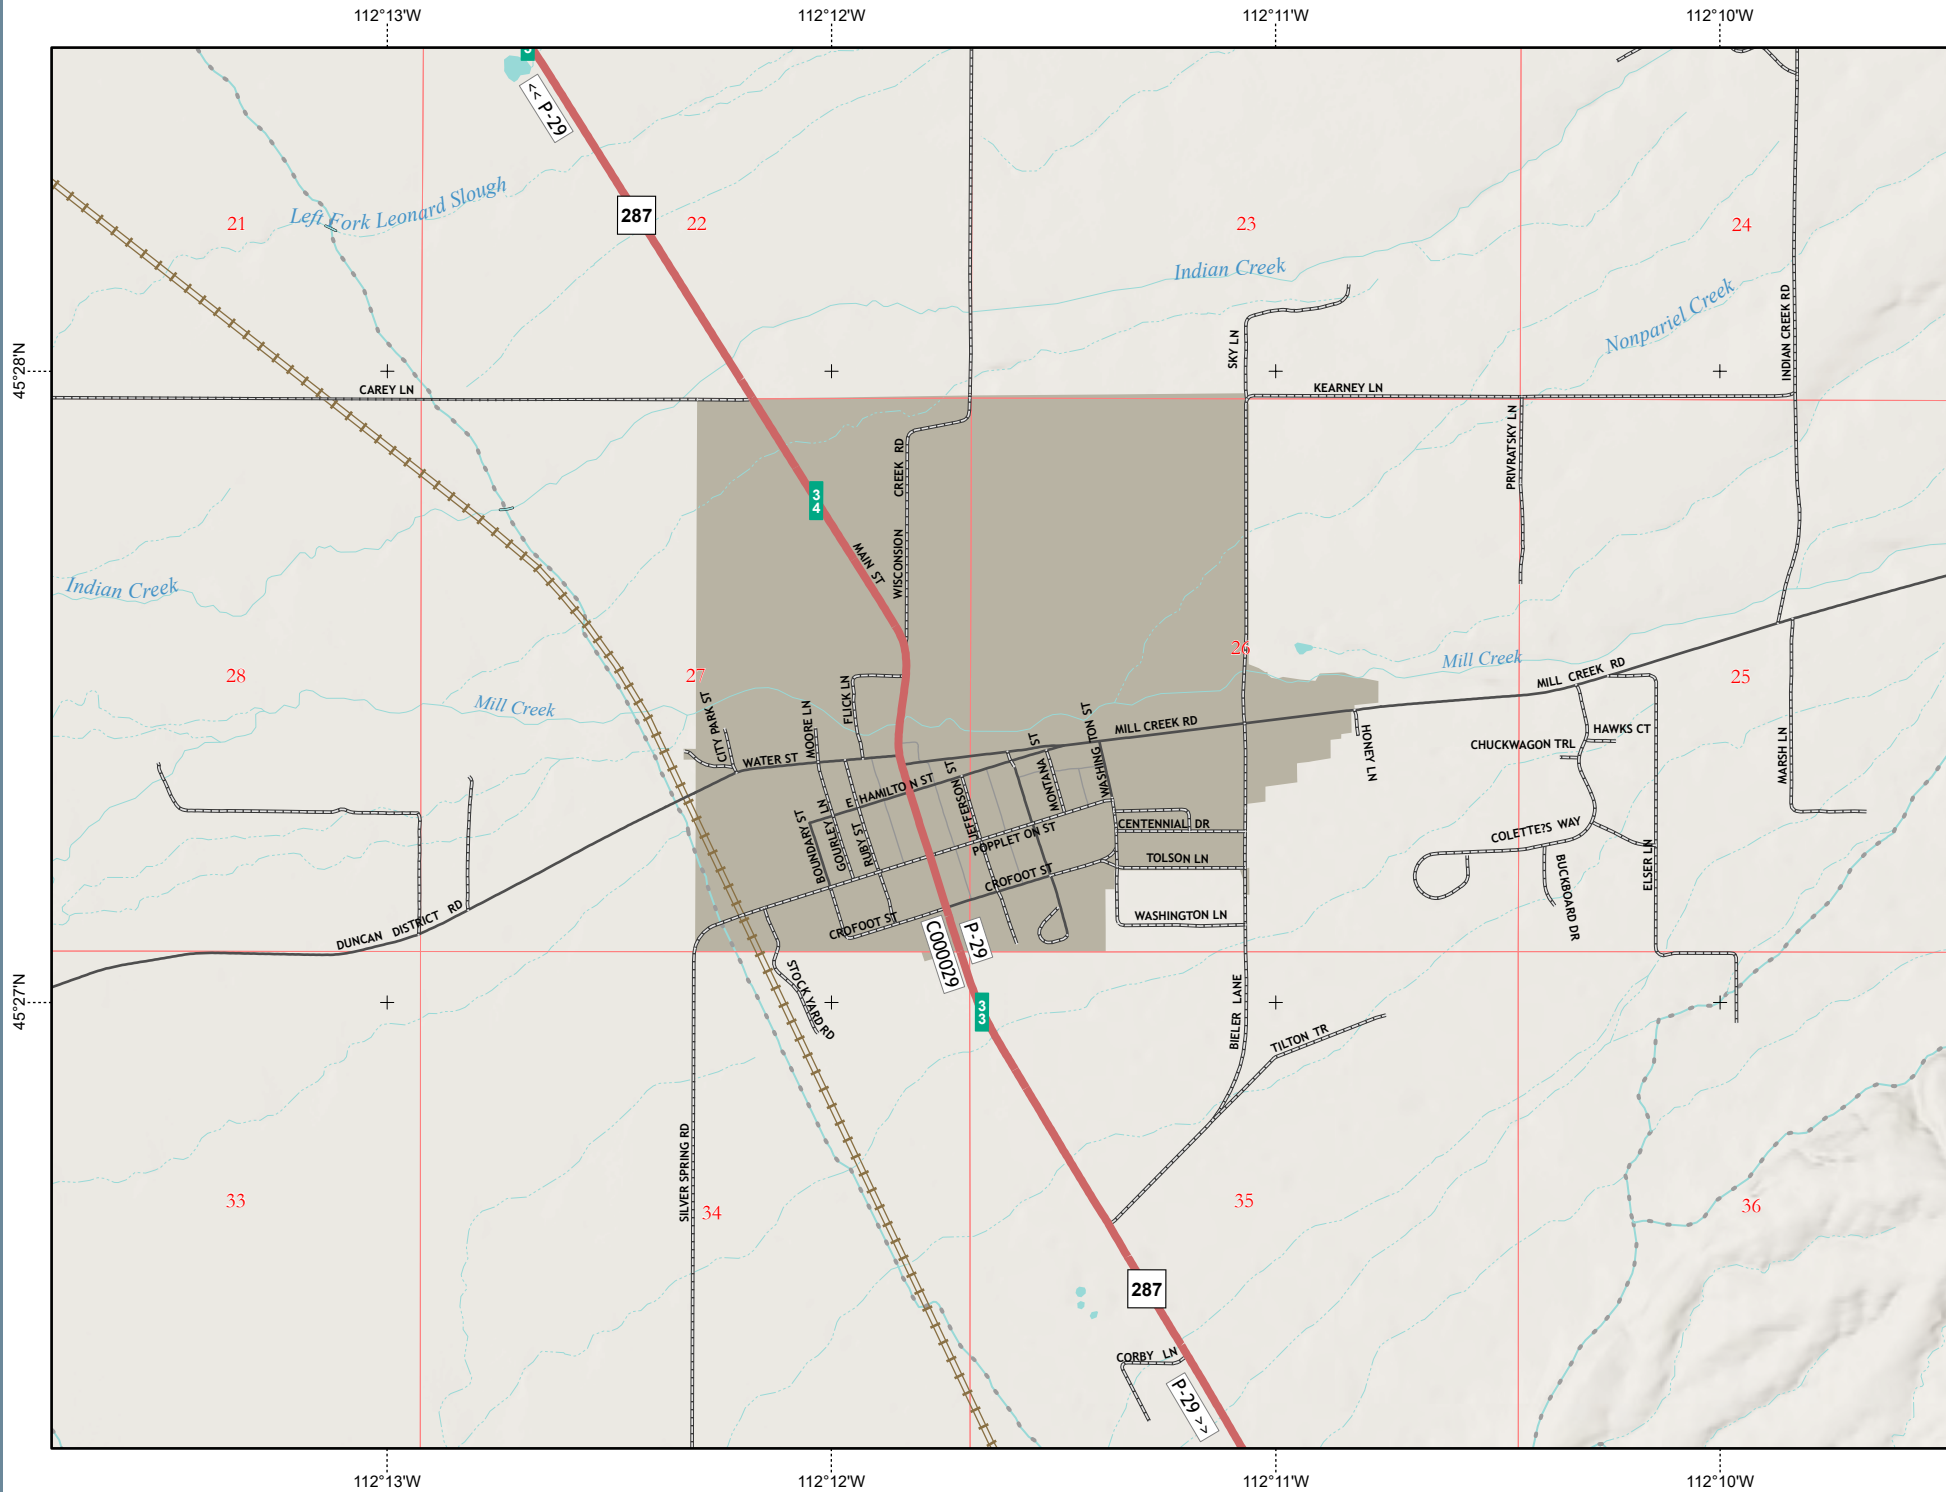 112°13'W
112°12'W
112°11'W
112°10'W
<< P-29
287
21
Left Fork Leonard Slough
22
23
24
Indian Creek
Nonpariel Creek
INDIAN CREEK RD
SKY LN
45°28'N
CAREY LN
KEARNEY LN
PRIVRATSKY LN
WISCONSION CREEK RD
3
4
MAIN ST
Indian Creek
28
27
26
25
Mill Creek
Mill Creek
MILL CREEK RD
MILL CREEK RD
CITY PARK ST
MOORE LN
FLICK LN
WATER ST
ST
WASHING TON ST
HONEY LN
HAWKS CT
CHUCKWAGON TRL
MARSH LN
E HAMILTON ST
JEFFERSON ST
MONTANA
BOUNDARY ST
GOURLEY LN
RUBY ST
POPPLET ON ST
CENTENNIAL DR
COLETTE?S WAY
TOLSON LN
CROFOOT ST
ELSER LN
BUCKBOARD DR
DUNCAN DISTRICT RD
CROFOOT ST
WASHINGTON LN
C000029
P-29
45°27'N
STOCK YARD RD
3
3
BIELER LANE
TILTON TR
SILVER SPRING RD
33
34
35
36
287
CORBY LN
P-29 >>
112°13'W
112°12'W
112°11'W
112°10'W